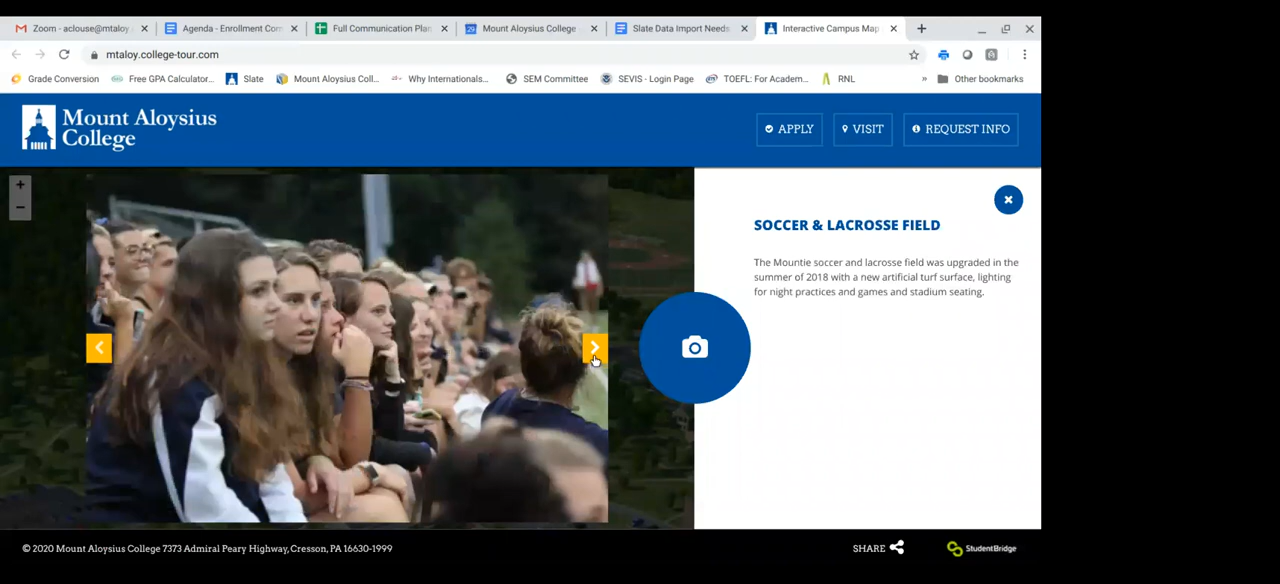 Zoom - aclouse@mtaloy.
Agenda - Enrollment Com
Full Communication Plan
Mount Aloysius College
Slate Data Import Needs
Interactive Campus Map
mtaloy.college-tour.com
Grade Conversion
Free GPA Calculator...
Slate
Mount Aloysius Coll...
Why Internationals...
SEM Committee
SEVIS - Login Page
TOEFL: For Academ...
RNL
» Other bookmarks
Mount Aloysius
College
APPLY
VISIT
REQUEST INFO
SOCCER & LACROSSE FIELD
The Mountie soccer and lacrosse field was upgraded in the
summer of 2018 with a new artificial turf surface, lighting
for night practices and games and stadium seating.
© 2020 Mount Aloysius College 7373 Admiral Peary Highway, Cresson, PA 16630-1999
SHARE
StudentBridge